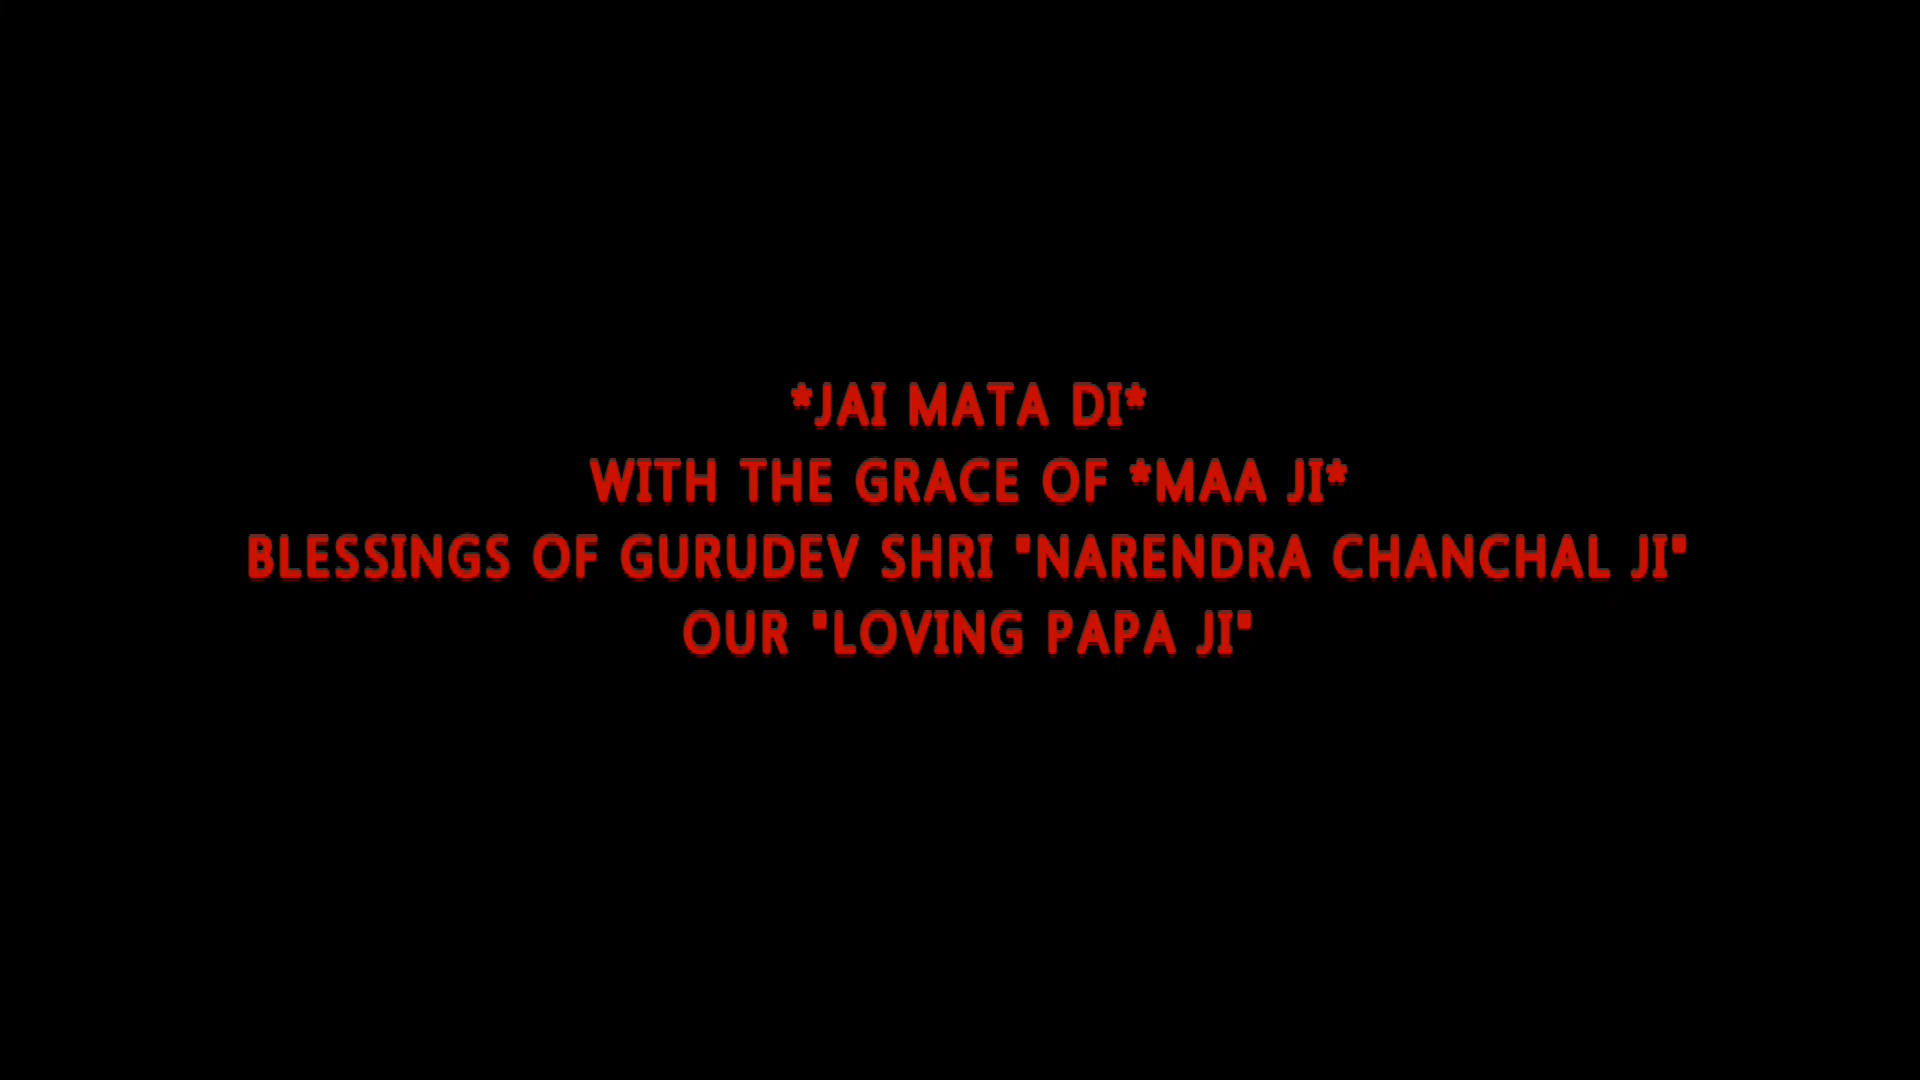 *JAI MATA DI*
WITH THE GRACE OF *MAA JI*
BLESSINGS OF GURUDEV SHRI "NARENDRA CHANCHAL JI"
OUR "LOVING PAPA JI"